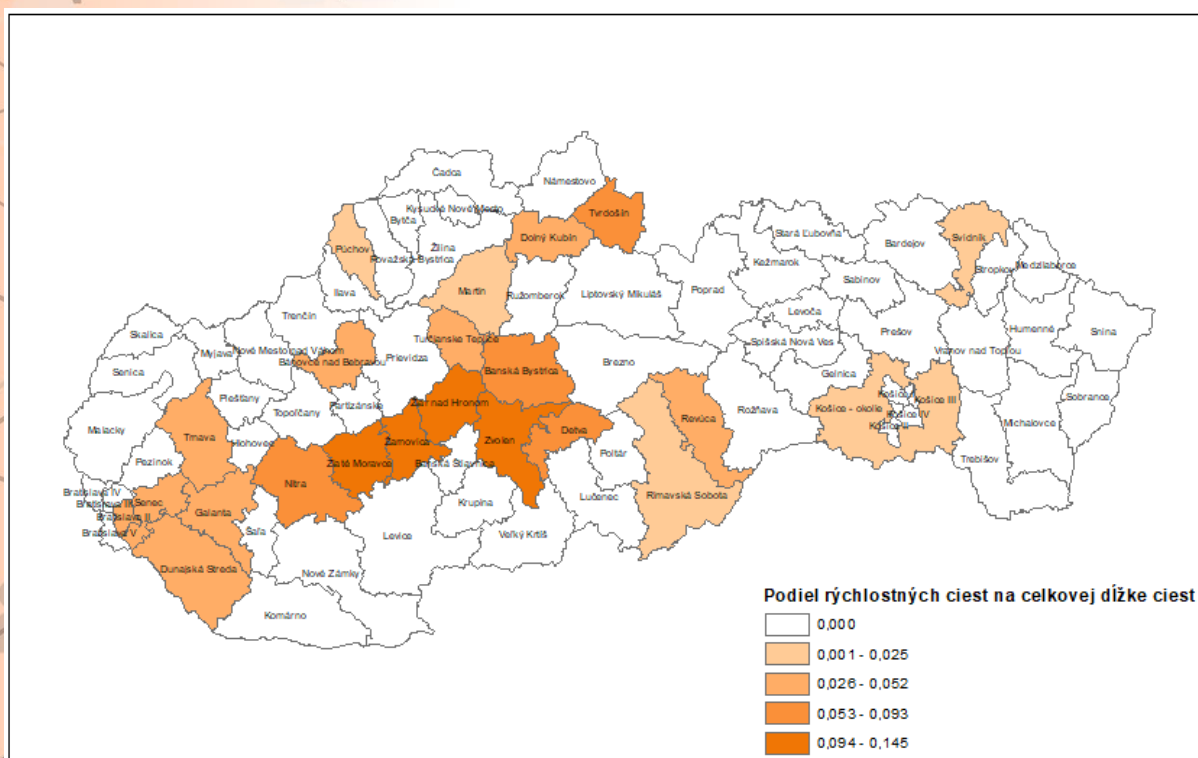 Čadca
Námestovo
Kysucké Nové Mesto
Tvrdošín
Bytča
Dolný Kubín
Stará Ľubovňa
Svidník
Púchov
Žilina
Bardejov
Považská Bystrica
Kežmarok
Stropkov
Medzilaborce
Sabinov
Ilava
Martin
Ružomberok
Liptovský Mikuláš
Poprad
Levoča
Trenčín
Prešov
Humenné
Snina
Skalica
Turčianske Teplice
Spišská Nová Ves
Myjava
Nové Mesto nad Váhom
Prievidza
Vranov nad Topľou
Bánovce nad Bebravou
Brezno
Senica
Banská Bystrica
Gelnica
Piešťany
Partizánske
Žiar nad Hronom
Košice I
Sobrance
Topoľčany
Košice - okolie
Košice III
Revúca
Rožňava
Košice IV
Košice II
Malacky
Trnava
Hlohovec
Žarnovica
Zvolen
Detva
Michalovce
Pezinok
Zlaté Moravce
Banská Štiavnica
Poltár
Trebišov
Nitra
Bratislava IV
Senec
Lučenec
Rimavská Sobota
Bratislava III
Krupina
Galanta
Bratislava II
Bratislava V
Šaľa
Levice
Veľký Krtíš
Dunajská Streda
Nové Zámky
Komárno
Podiel rýchlostných ciest na celkovej dĺžke ciest
0,000
0,001 - 0,025
0,026 - 0,052
0,053 - 0,093
0,094 - 0,145